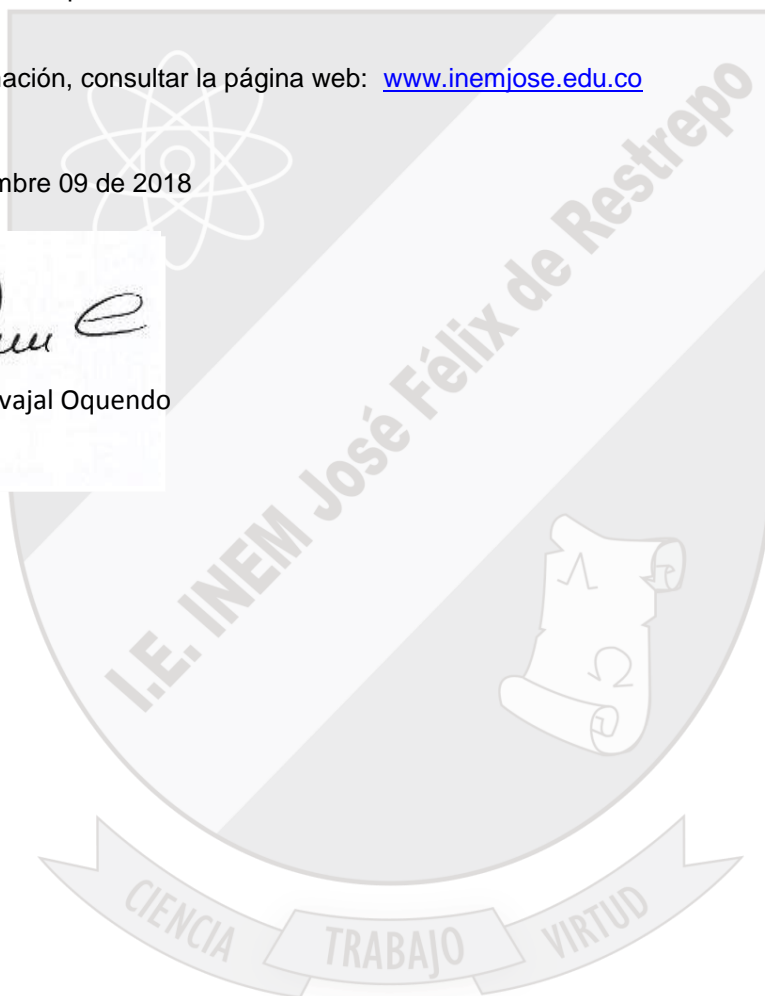 ación, consultar la página web: www.inemjose.edu.co
mbre 09 de 2018
vajal Oquendo
I.E. INEM José Félix de Restrepo
Λ
Ω
CIENCIA TRABAJO VIRTUD